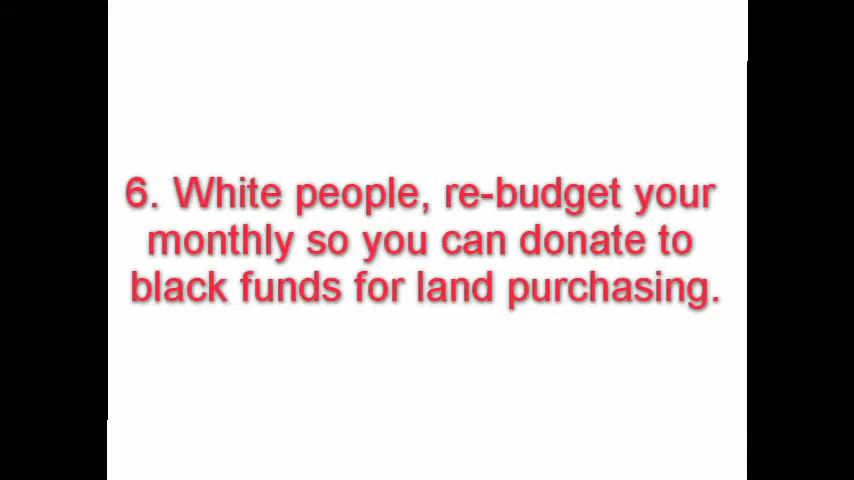 6. White people, re-budget your
monthly so you can donate to
black funds for land purchasing.